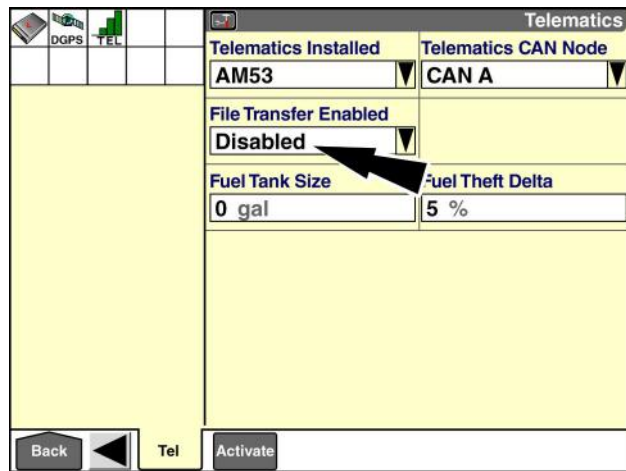 DGPS
TEL
Telematics
Telematics Installed
Telematics CAN Node
AM53
CAN A
File Transfer Enabled
Disabled
Fuel Tank Size
Fuel Theft Delta
0 gal
5 %
Back
Tel
Activate